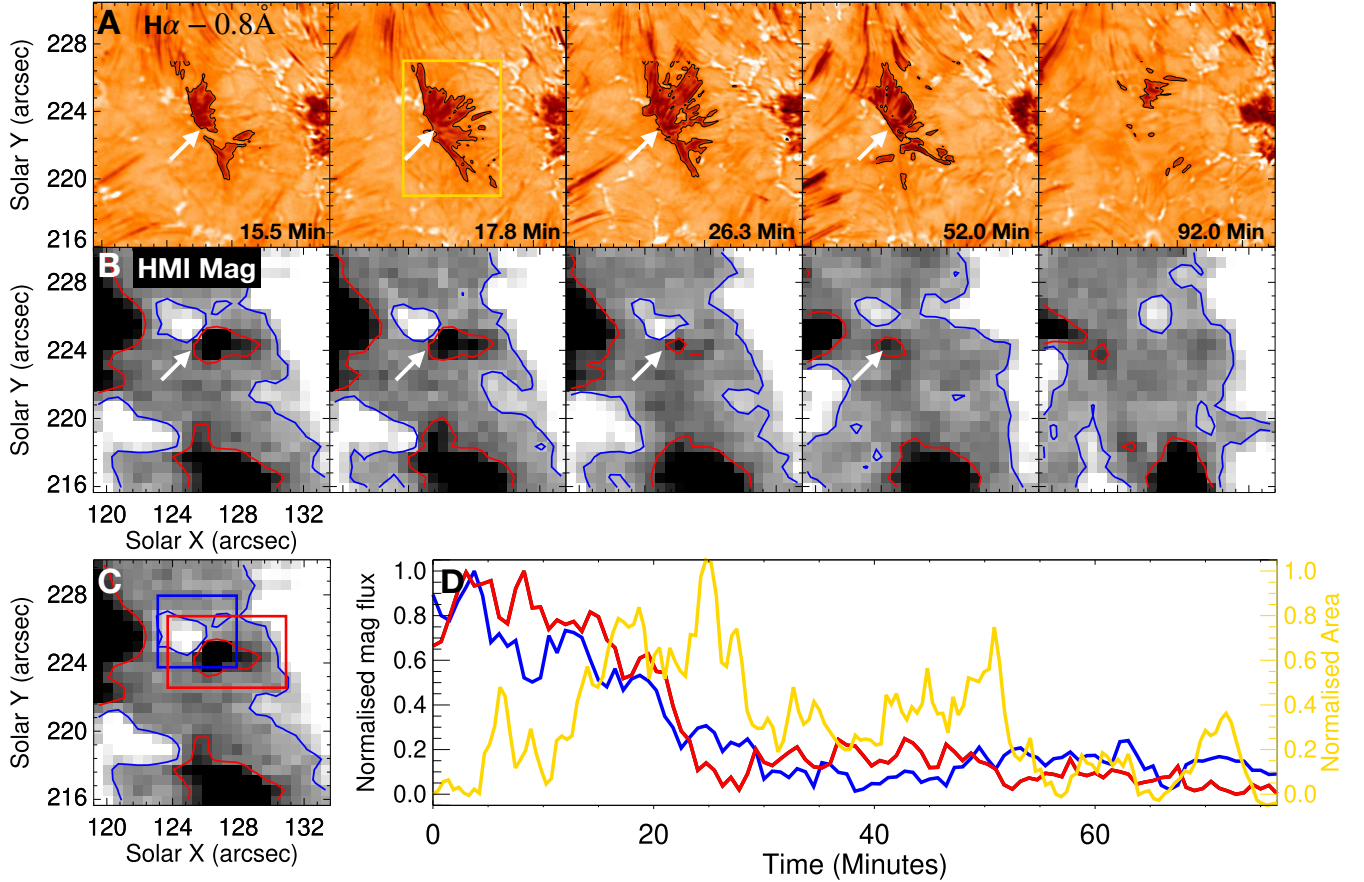 A Hα − 0.8Å
228
224
220
216
Solar Y (arcsec)
15.5 Min
17.8 Min
26.3 Min
52.0 Min
92.0 Min
B HMI Mag
228
224
220
216
Solar Y (arcsec)
120 124 128 132
Solar X (arcsec)
C
228
224
220
216
Solar Y (arcsec)
120 124 128 132
Solar X (arcsec)
D
1.0
0.8
0.6
0.4
0.2
0.0
Normalised mag flux
1.0
0.8
0.6
0.4
0.2
0.0
Normalised Area
0 20 40 60
Time (Minutes)